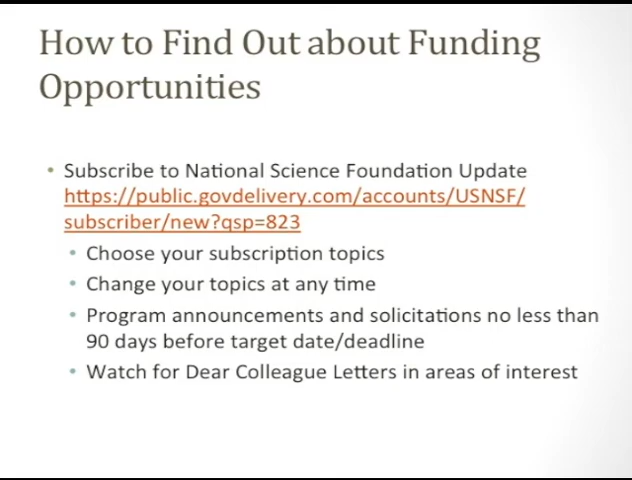 How to Find Out about Funding
Opportunities
• Subscribe to National Science Foundation Update
https://public.govdelivery.com/accounts/USNSF/
subscriber/new?qsp=823
• Choose your subscription topics
• Change your topics at any time
• Program announcements and solicitations no less than
90 days before target date/deadline
• Watch for Dear Colleague Letters in areas of interest